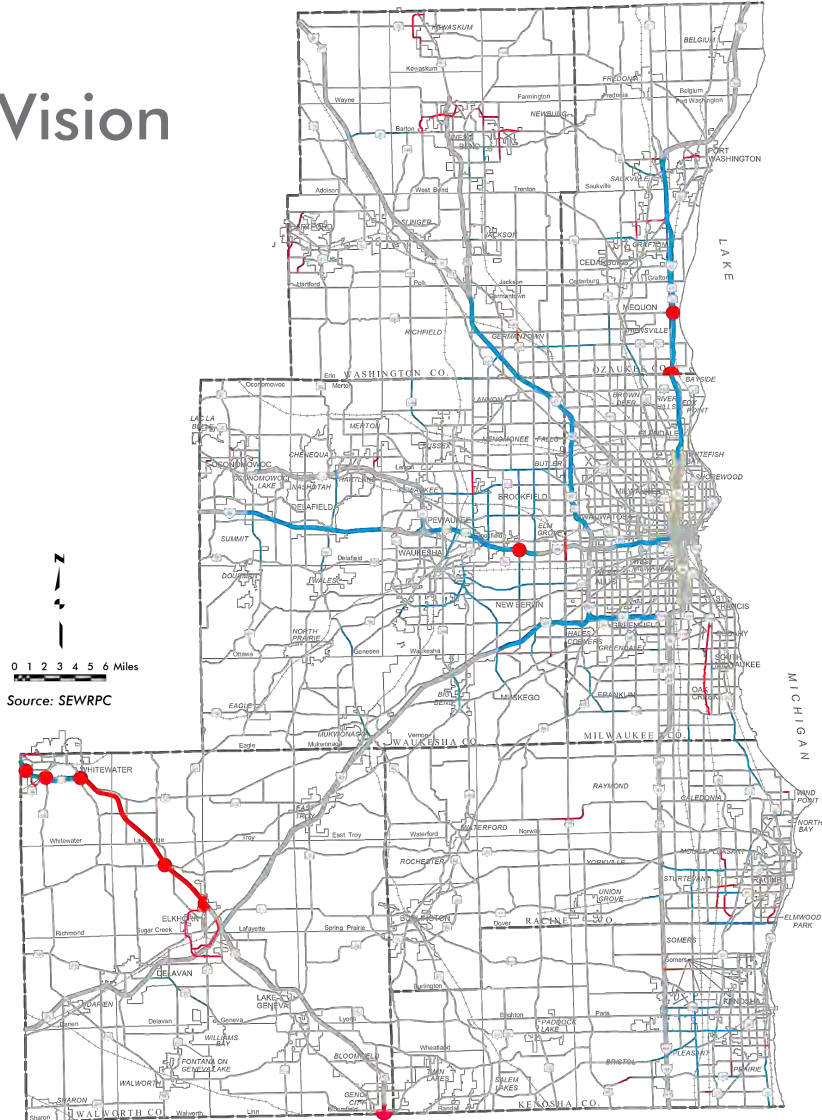 Vision
KEWASKUM
Kewaskum
BELGIUM
FREDONIA
Wayne
Farmington
Fredonia
Belgium
Port Washington
NEWBURG
Barton
WEST
BEND
PORT
WASHINGTON
SAUKVILLE
Addison
West Bend
Trenton
Saukville
SLINGER
HARTFORD
JACKSON
GRAFTON
CEDARBURG
LAKE
Hartford
Polk
Jackson
Cedarburg
Grafton
Germantown
MEQUON
RICHFIELD
GERMANTOWN
THIENSVILLE
Erin
WASHINGTON CO.
OZAUKEE CO.
BAYSIDE
Oconomowoc
Merton
LANNON
BROWN
DEER
RIVER
HILLS
FOX
POINT
LAC LA
BELLE
MERTON
SUSSEX
MENOMONEE FALLS
GLENDALE
CHENEQUA
WHITEFISH
OCONOMOWOC
Lisbon
BUTLER
OCONOMOWOC
LAKE
NASHOTAH
HARTLAND
SHOREWOOD
PEWAUKEE
MILWAUKEE
DELAFIELD
BROOKFIELD
WAUWATOSA
PEWAUKEE
SUMMIT
ELM
GROVE
Brookfield
WAUKESHA
Delafield
WEST
MILWAUKEE
DOUSMAN
WALES
ALLIS
NEW BERLIN
ST.
FRANCIS
NORTH
PRAIRIE
GREENFIELD
CUDAHY
HALES
CORNERS
GREENDALE
Ottawa
Genesee
Waukesha
SOUTH
MILWAUKEE
0 1 2 3 4 5 6 Miles
N
Source: SEWRPC
EAGLE
BIG
BEND
MUSKEGO
FRANKLIN
OAK
CREEK
MICHIGAN
MUKWONAGO
Vernon
Eagle
Mukwonago
WAUKESHA CO.
MILWAUKEE CO.
WHITEWATER
RAYMOND
CALEDONIA
WIND
POINT
EAST
TROY
NORTH
BAY
Whitewater
La Grange
Troy
East Troy
Waterford
WATERFORD
Norway
MOUNT PLEASANT
ROCHESTER
YORKVILLE
STURTEVANT
RACINE
UNION
GROVE
ELKHORN
BURLINGTON
ELMWOOD
PARK
Richmond
Sugar Creek
Lafayette
Spring Prairie
Dover
RACINE CO.
SOMERS
Somers
DELAVAN
Burlington
DARIEN
LAKE
GENEVA
KENOSHA
Darien
Delavan
Geneva
Lyons
Brighton
Paris
PADDOCK
LAKE
WILLIAMS
BAY
BLOOMFIELD
Wheatland
PLEASANT
PRAIRIE
FONTANA ON
GENEVA LAKE
BRISTOL
TWIN
LAKES
SALEM
LAKES
WALWORTH
SHARON
GENOA
CITY
Bloomfield
Sharon
WALWORTH CO.
Walworth
Linn
Randall
KENOSHA CO.